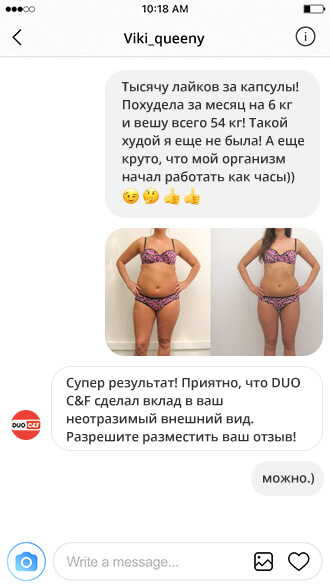 10:18 AM
Viki_queeny
Тысячу лайков за капсулы!
Похудела за месяц на 6 кг
и вешу всего 54 кг! Такой
худой я еще не была! А еще
круто, что мой организм
начал работать как часы))
Супер результат! Приятно, что DUO
C&F сделал вклад в ваш
неотразимый внешний вид.
Разрешите разместить ваш отзыв!
DUO C&F
можно.)
Write a message...